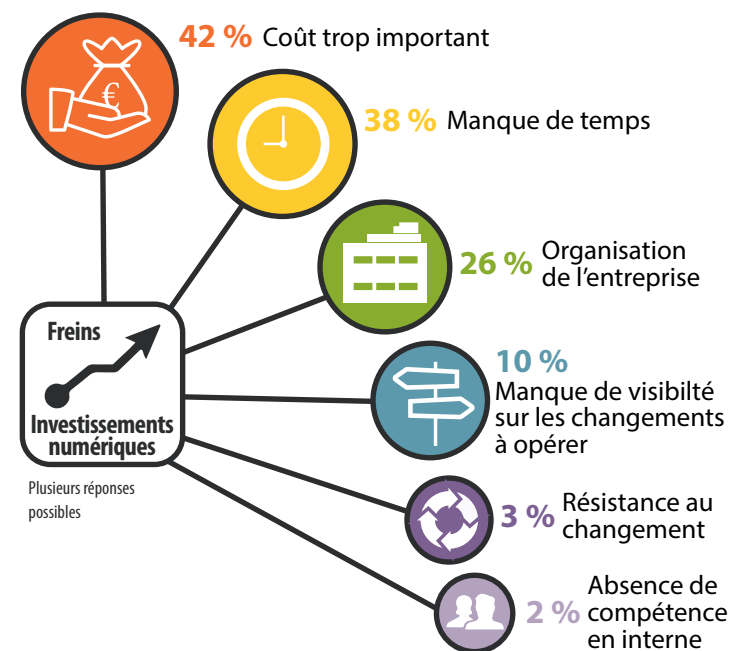 42 % Coût trop important
€
38 % Manque de temps
26 % Organisation
de l'entreprise
Freins
Investissements
numériques
Plusieurs réponses
possibles
10 %
Manque de visibilté
sur les changements
à opérer
3 % Résistance au
changement
2 % Absence de
compétence
en interne